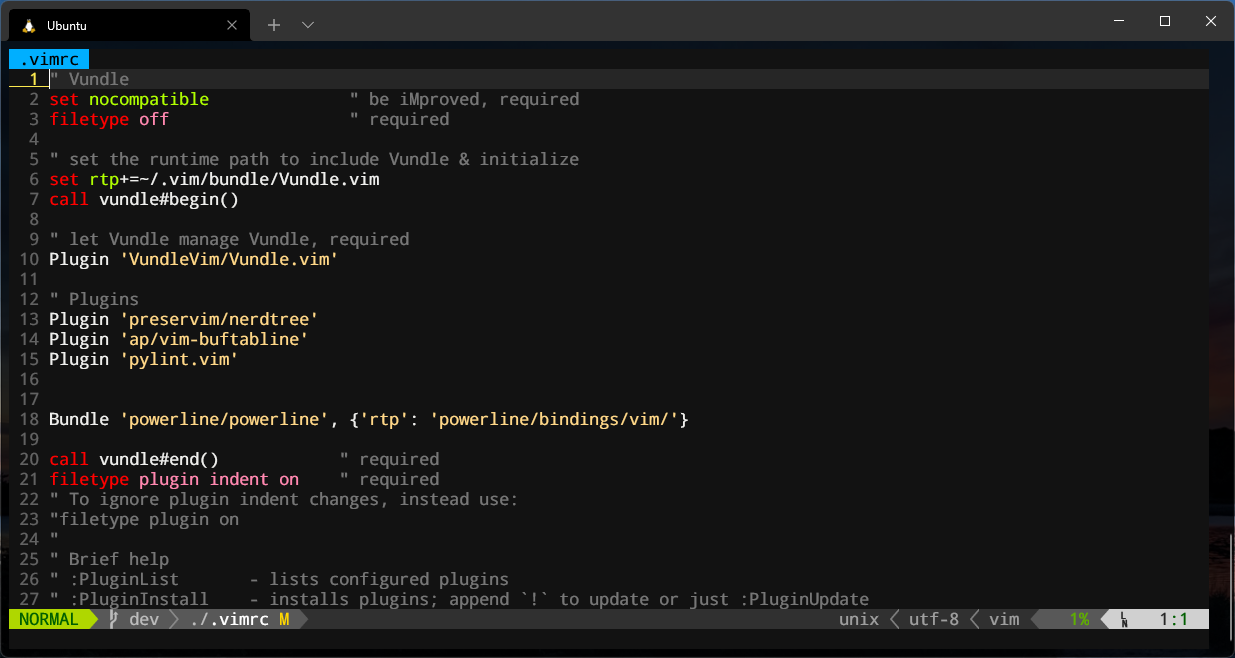 Ubuntu
.vimrc
1 " Vundle
2 set nocompatible              " be iMproved, required
3 filetype off                  " required
4
5 " set the runtime path to include Vundle & initialize
6 set rtp+=~/.vim/bundle/Vundle.vim
7 call vundle#begin()
8
9 " let Vundle manage Vundle, required
10 Plugin 'VundleVim/Vundle.vim'
11
12 " Plugins
13 Plugin 'preservim/nerdtree'
14 Plugin 'ap/vim-buftabline'
15 Plugin 'pylint.vim'
16
17
18 Bundle 'powerline/powerline', {'rtp': 'powerline/bindings/vim/'}
19
20 call vundle#end()            " required
21 filetype plugin indent on    " required
22 " To ignore plugin indent changes, instead use:
23 "filetype plugin on
24 "
25 " Brief help
26 " :PluginList       - lists configured plugins
27 " :PluginInstall    - installs plugins; append `!` to update or just :PluginUpdate
NORMAL dev ./.vimrc M unix utf-8 vim 1% LN 1:1